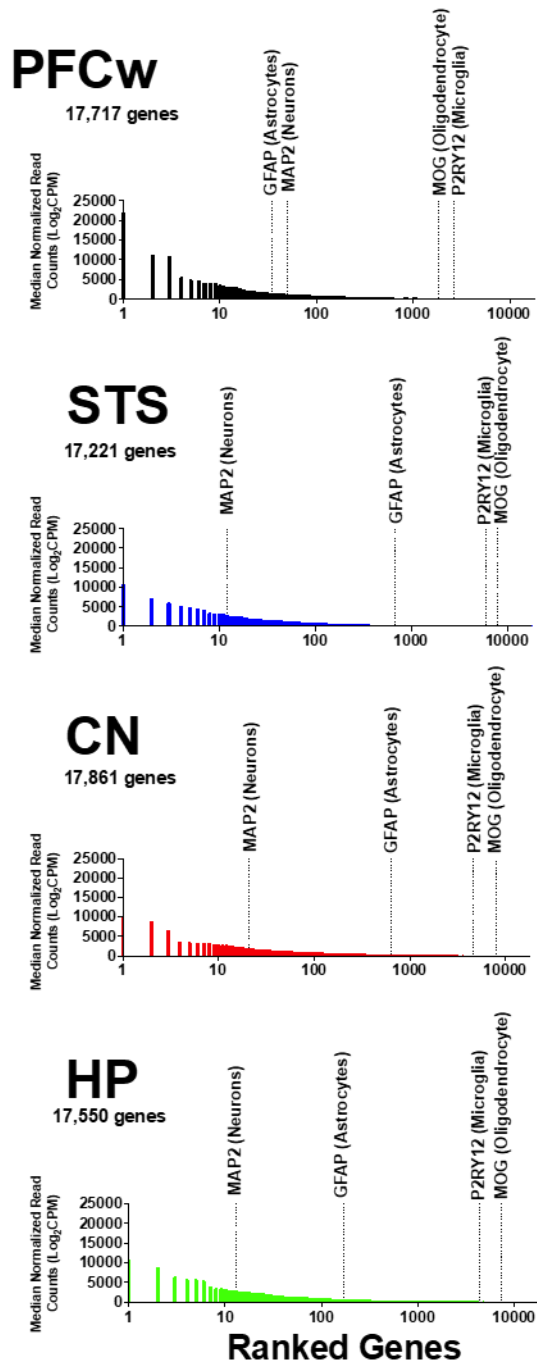 PFCw
17,717 genes
GFAP (Astrocytes)
MAP2 (Neurons)
MOG (Oligodendrocyte)
P2RY12 (Microglia)
Median Normalized Read
Counts (Log₂CPM)
25000
20000
15000
10000
5000
0
1
10
100
1000
10000
STS
17,221 genes
MAP2 (Neurons)
GFAP (Astrocytes)
P2RY12 (Microglia)
MOG (Oligodendrocyte)
Median Normalized Read
Counts (Log₂CPM)
25000
20000
15000
10000
5000
0
1
10
100
1000
10000
CN
17,861 genes
MAP2 (Neurons)
GFAP (Astrocytes)
P2RY12 (Microglia)
MOG (Oligodendrocyte)
Median Normalized Read
Counts (Log₂CPM)
25000
20000
15000
10000
5000
0
1
10
100
1000
10000
HP
17,550 genes
MAP2 (Neurons)
GFAP (Astrocytes)
P2RY12 (Microglia)
MOG (Oligodendrocyte)
Median Normalized Read
Counts (Log₂CPM)
25000
20000
15000
10000
5000
0
1
10
100
1000
10000
Ranked Genes